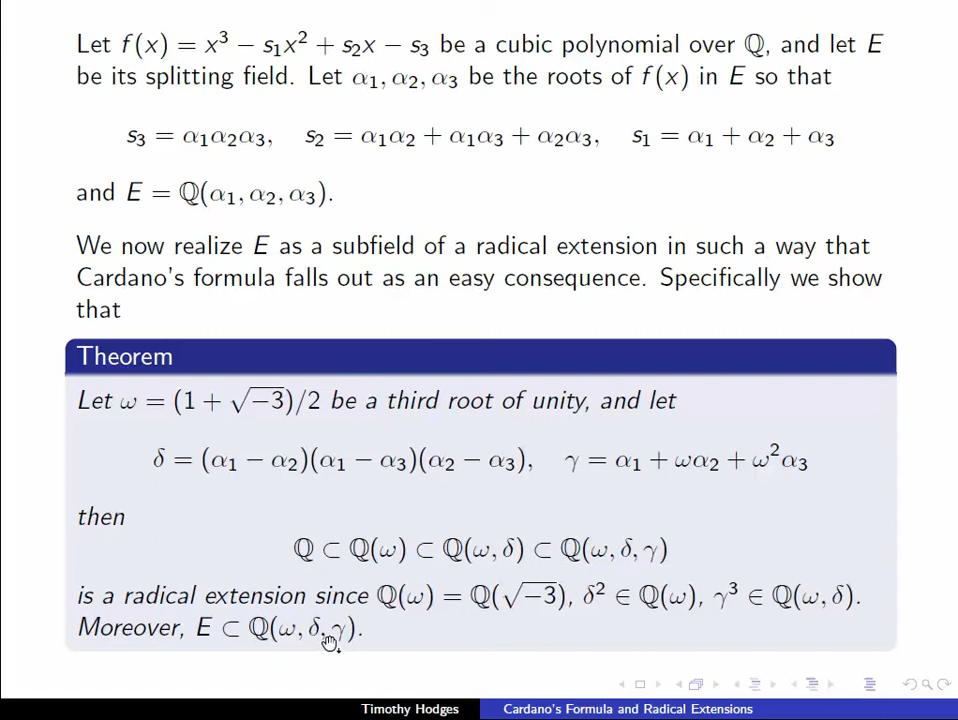 Let f(x) = x³ − s₁x² + s₂x − s₃ be a cubic polynomial over ℚ, and let E
be its splitting field. Let α₁, α₂, α₃ be the roots of f(x) in E so that
s₃ = α₁α₂α₃,   s₂ = α₁α₂ + α₁α₃ + α₂α₃,   s₁ = α₁ + α₂ + α₃
and E = ℚ(α₁, α₂, α₃).
We now realize E as a subfield of a radical extension in such a way that
Cardano's formula falls out as an easy consequence. Specifically we show
that
Theorem
Let ω = (1 + √−3)/2 be a third root of unity, and let
δ = (α₁ − α₂)(α₁ − α₃)(α₂ − α₃),   γ = α₁ + ωα₂ + ω²α₃
then
ℚ ⊂ ℚ(ω) ⊂ ℚ(ω, δ) ⊂ ℚ(ω, δ, γ)
is a radical extension since ℚ(ω) = ℚ(√−3), δ² ∈ ℚ(ω), γ³ ∈ ℚ(ω, δ).
Moreover, E ⊂ ℚ(ω, δ, γ).
Timothy Hodges
Cardano's Formula and Radical Extensions